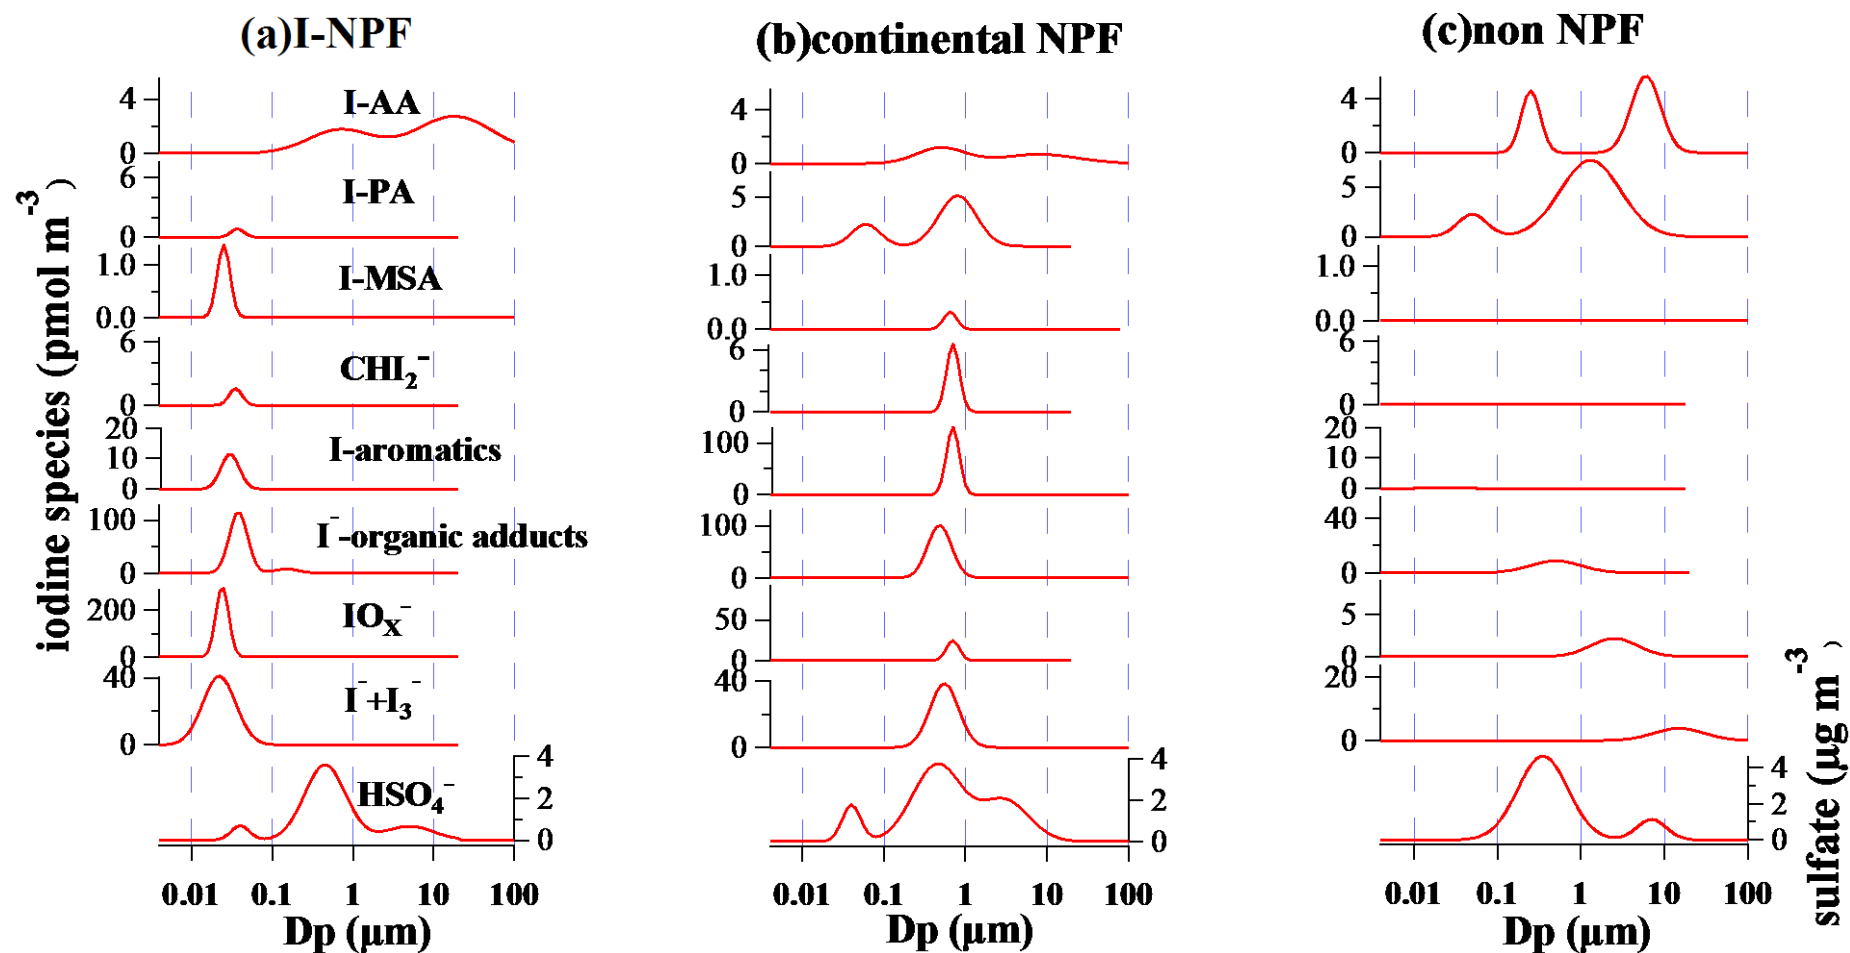 (a)I-NPF
(b)continental NPF
(c)non NPF
iodine species (pmol m⁻³)
4
0
I-AA
6
0
I-PA
1.0
0.0
I-MSA
6
0
CHI₂⁻
20
10
0
I-aromatics
100
0
I⁻-organic adducts
200
0
IOₓ⁻
40
0
I⁻+I₃⁻
4
2
0
HSO₄⁻
0.01 0.1 1 10 100
Dp (μm)
4
0
5
0
1.0
0.0
6
0
100
0
100
0
50
0
40
0
4
2
0
0.01 0.1 1 10 100
Dp (μm)
4
0
5
0
1.0
0.0
6
0
20
10
0
40
0
5
0
20
0
4
2
0
0.01 0.1 1 10 100
Dp (μm)
sulfate (μg m⁻³)